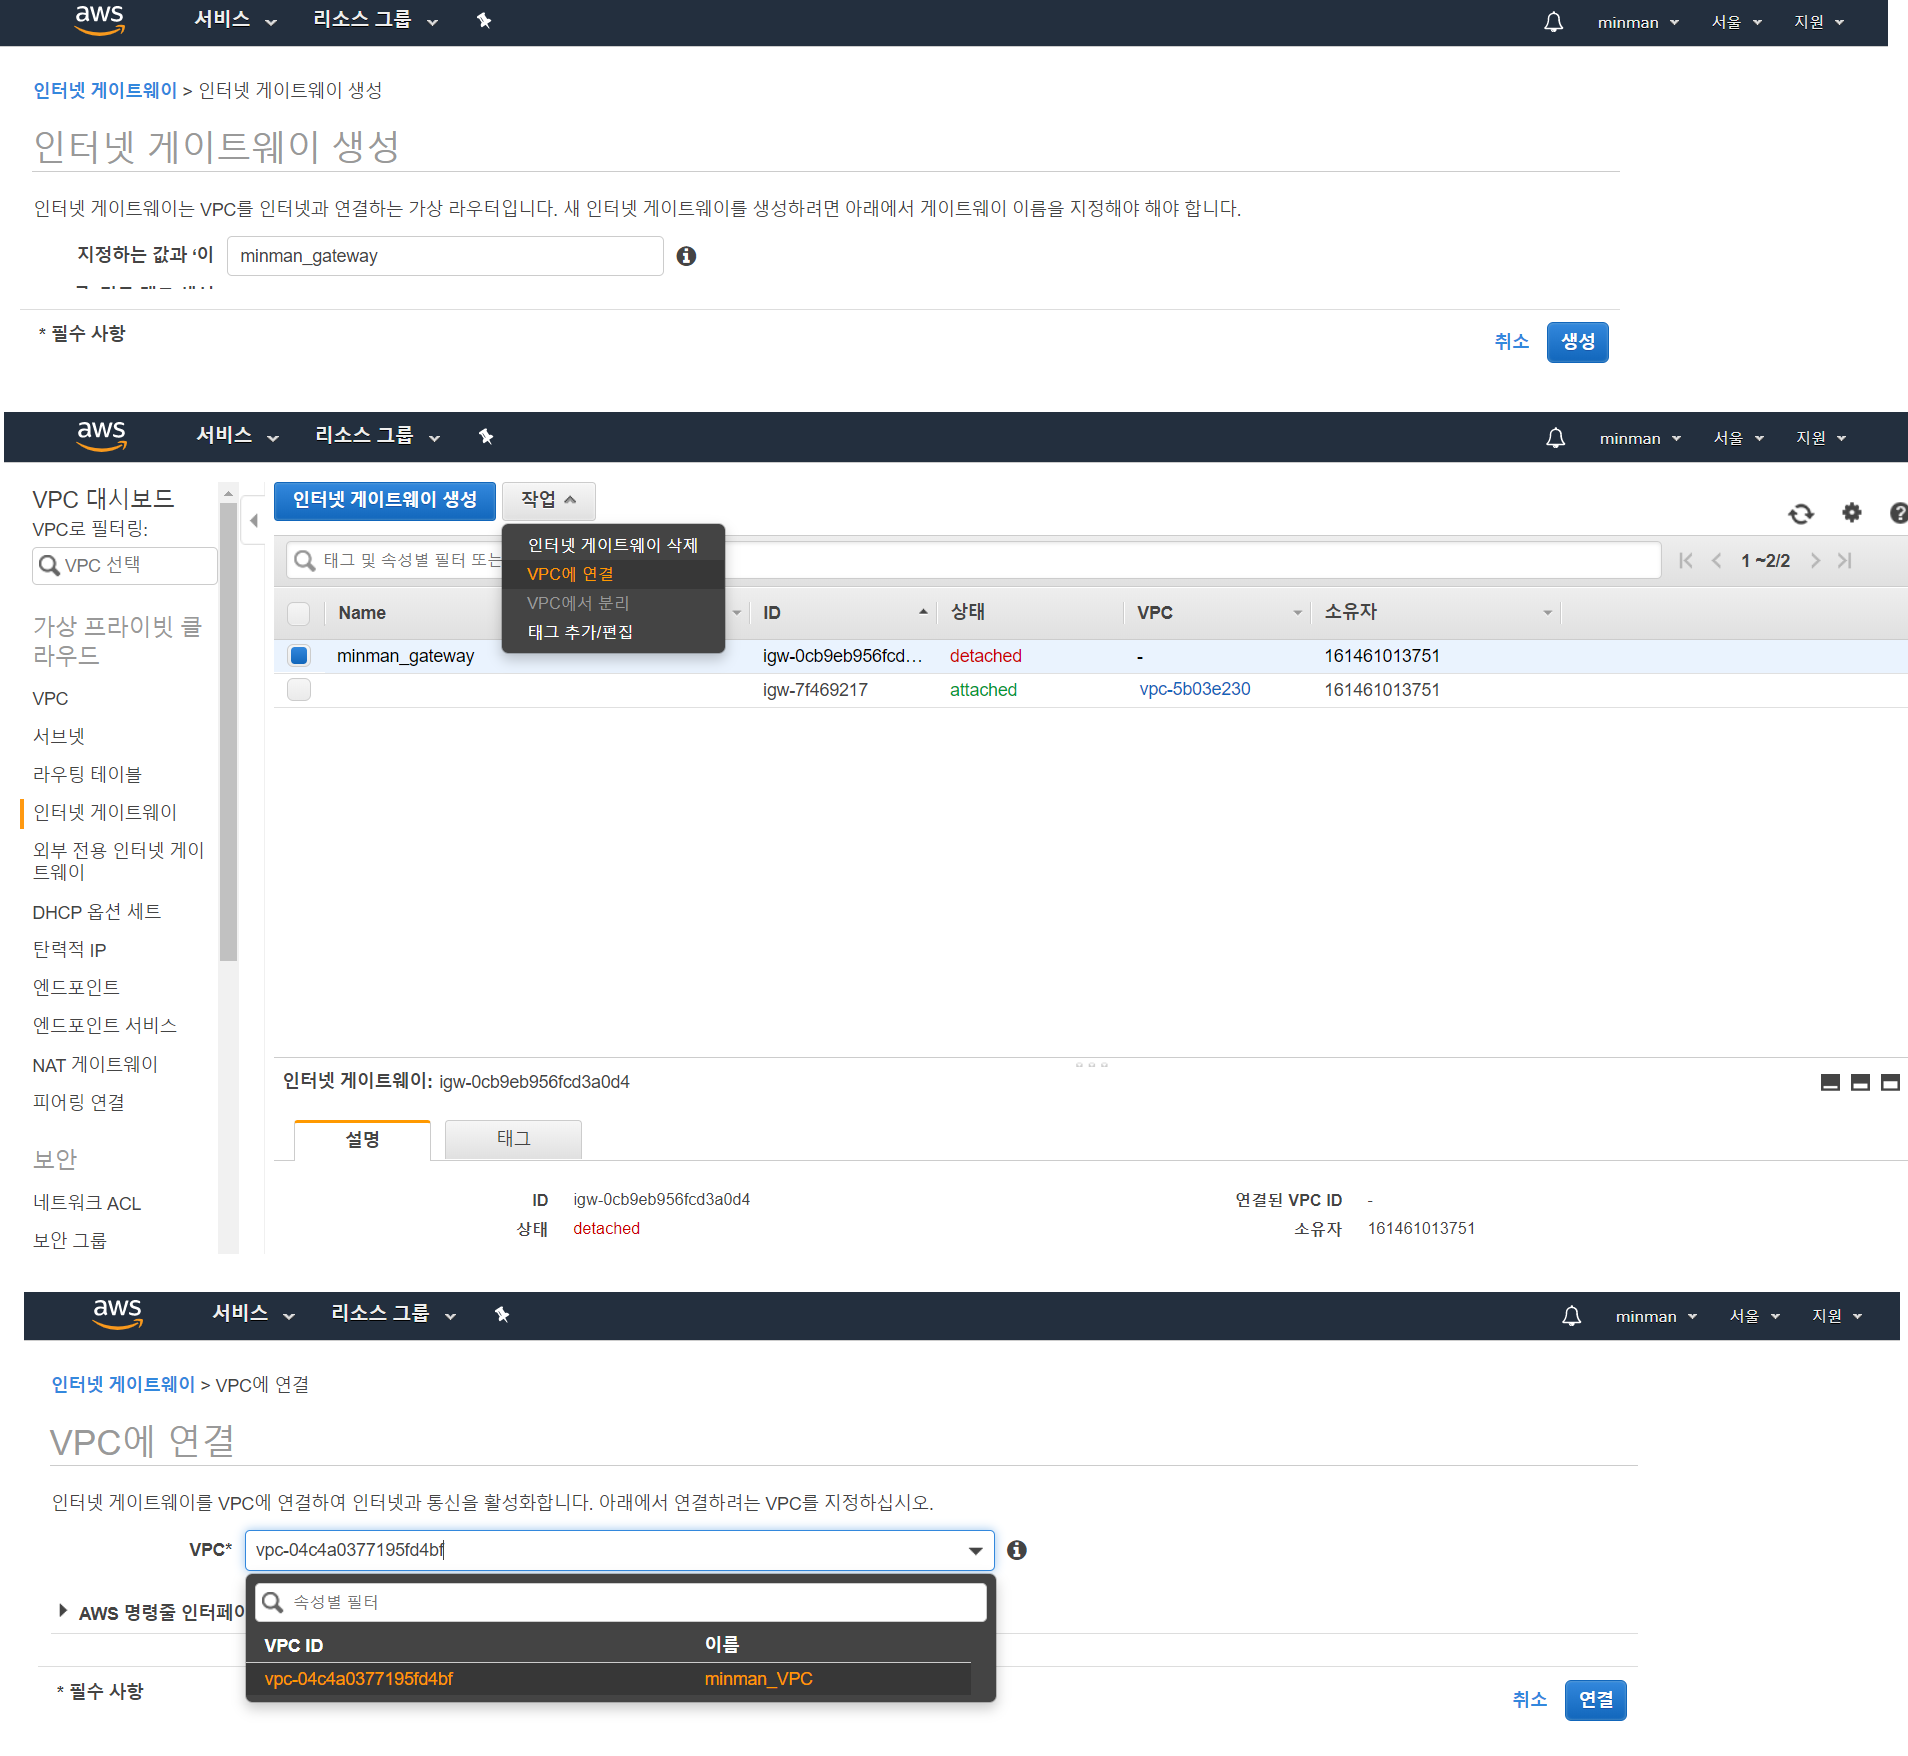 aws 서비스 리소스 그룹 minman 서울 지원
인터넷 게이트웨이 > 인터넷 게이트웨이 생성
인터넷 게이트웨이 생성
인터넷 게이트웨이는 VPC를 인터넷과 연결하는 가상 라우터입니다. 새 인터넷 게이트웨이를 생성하려면 아래에서 게이트웨이 이름을 지정해야 해야 합니다.
지정하는 값과 ‘이 minman_gateway
* 필수 사항 취소 생성
aws 서비스 리소스 그룹 minman 서울 지원
VPC 대시보드
VPC로 필터링:
VPC 선택
가상 프라이빗 클
라우드
VPC
서브넷
라우팅 테이블
인터넷 게이트웨이
외부 전용 인터넷 게이
트웨이
DHCP 옵션 세트
탄력적 IP
엔드포인트
엔드포인트 서비스
NAT 게이트웨이
피어링 연결
보안
네트워크 ACL
보안 그룹
인터넷 게이트웨이 생성 작업
인터넷 게이트웨이 삭제
VPC에 연결
VPC에서 분리
태그 추가/편집
태그 및 속성별 필터 또는 1 ~2/2
Name ID 상태 VPC 소유자
minman_gateway igw-0cb9eb956fcd... detached - 161461013751
igw-7f469217 attached vpc-5b03e230 161461013751
인터넷 게이트웨이: igw-0cb9eb956fcd3a0d4
설명 태그
ID igw-0cb9eb956fcd3a0d4 연결된 VPC ID -
상태 detached 소유자 161461013751
aws 서비스 리소스 그룹 minman 서울 지원
인터넷 게이트웨이 > VPC에 연결
VPC에 연결
인터넷 게이트웨이를 VPC에 연결하여 인터넷과 통신을 활성화합니다. 아래에서 연결하려는 VPC를 지정하십시오.
VPC* vpc-04c4a0377195fd4bf
속성별 필터
AWS 명령줄 인터페이
VPC ID 이름
vpc-04c4a0377195fd4bf minman_VPC
* 필수 사항 취소 연결